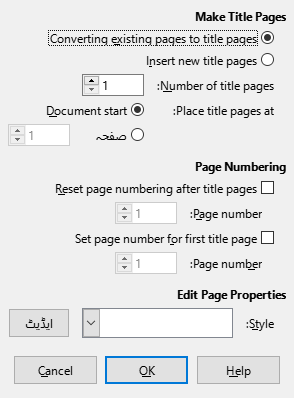 Make Title Pages
Converting existing pages to title pages
Insert new title pages
Number of title pages: 1
Place title pages at: Document start
صفحہ 1
Page Numbering
Reset page numbering after title pages
Page number: 1
Set page number for first title page
Page number: 1
Edit Page Properties
Style: ایڈیٹ
Help OK Cancel